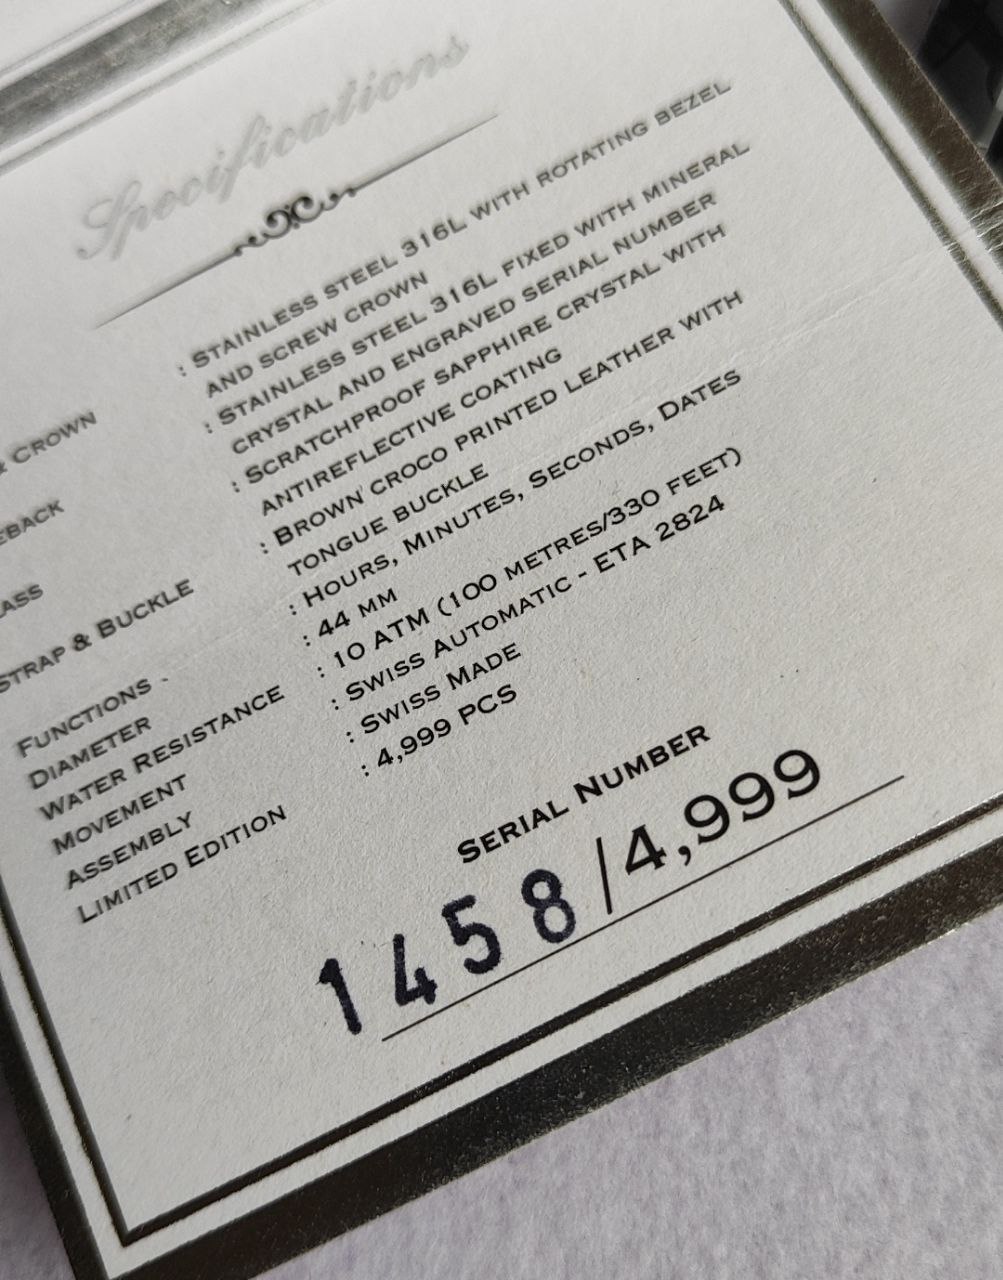 Specifications
& CROWN : STAINLESS STEEL 316L WITH ROTATING BEZEL
AND SCREW CROWN
EBACK : STAINLESS STEEL 316L FIXED WITH MINERAL
CRYSTAL AND ENGRAVED SERIAL NUMBER
ASS : SCRATCHPROOF SAPPHIRE CRYSTAL WITH
ANTIREFLECTIVE COATING
STRAP & BUCKLE : BROWN CROCO PRINTED LEATHER WITH
TONGUE BUCKLE
FUNCTIONS : HOURS, MINUTES, SECONDS, DATES
DIAMETER : 44 MM
WATER RESISTANCE : 10 ATM (100 METRES/330 FEET)
MOVEMENT : SWISS AUTOMATIC - ETA 2824
ASSEMBLY : SWISS MADE
LIMITED EDITION : 4,999 PCS
SERIAL NUMBER
1458/4,999